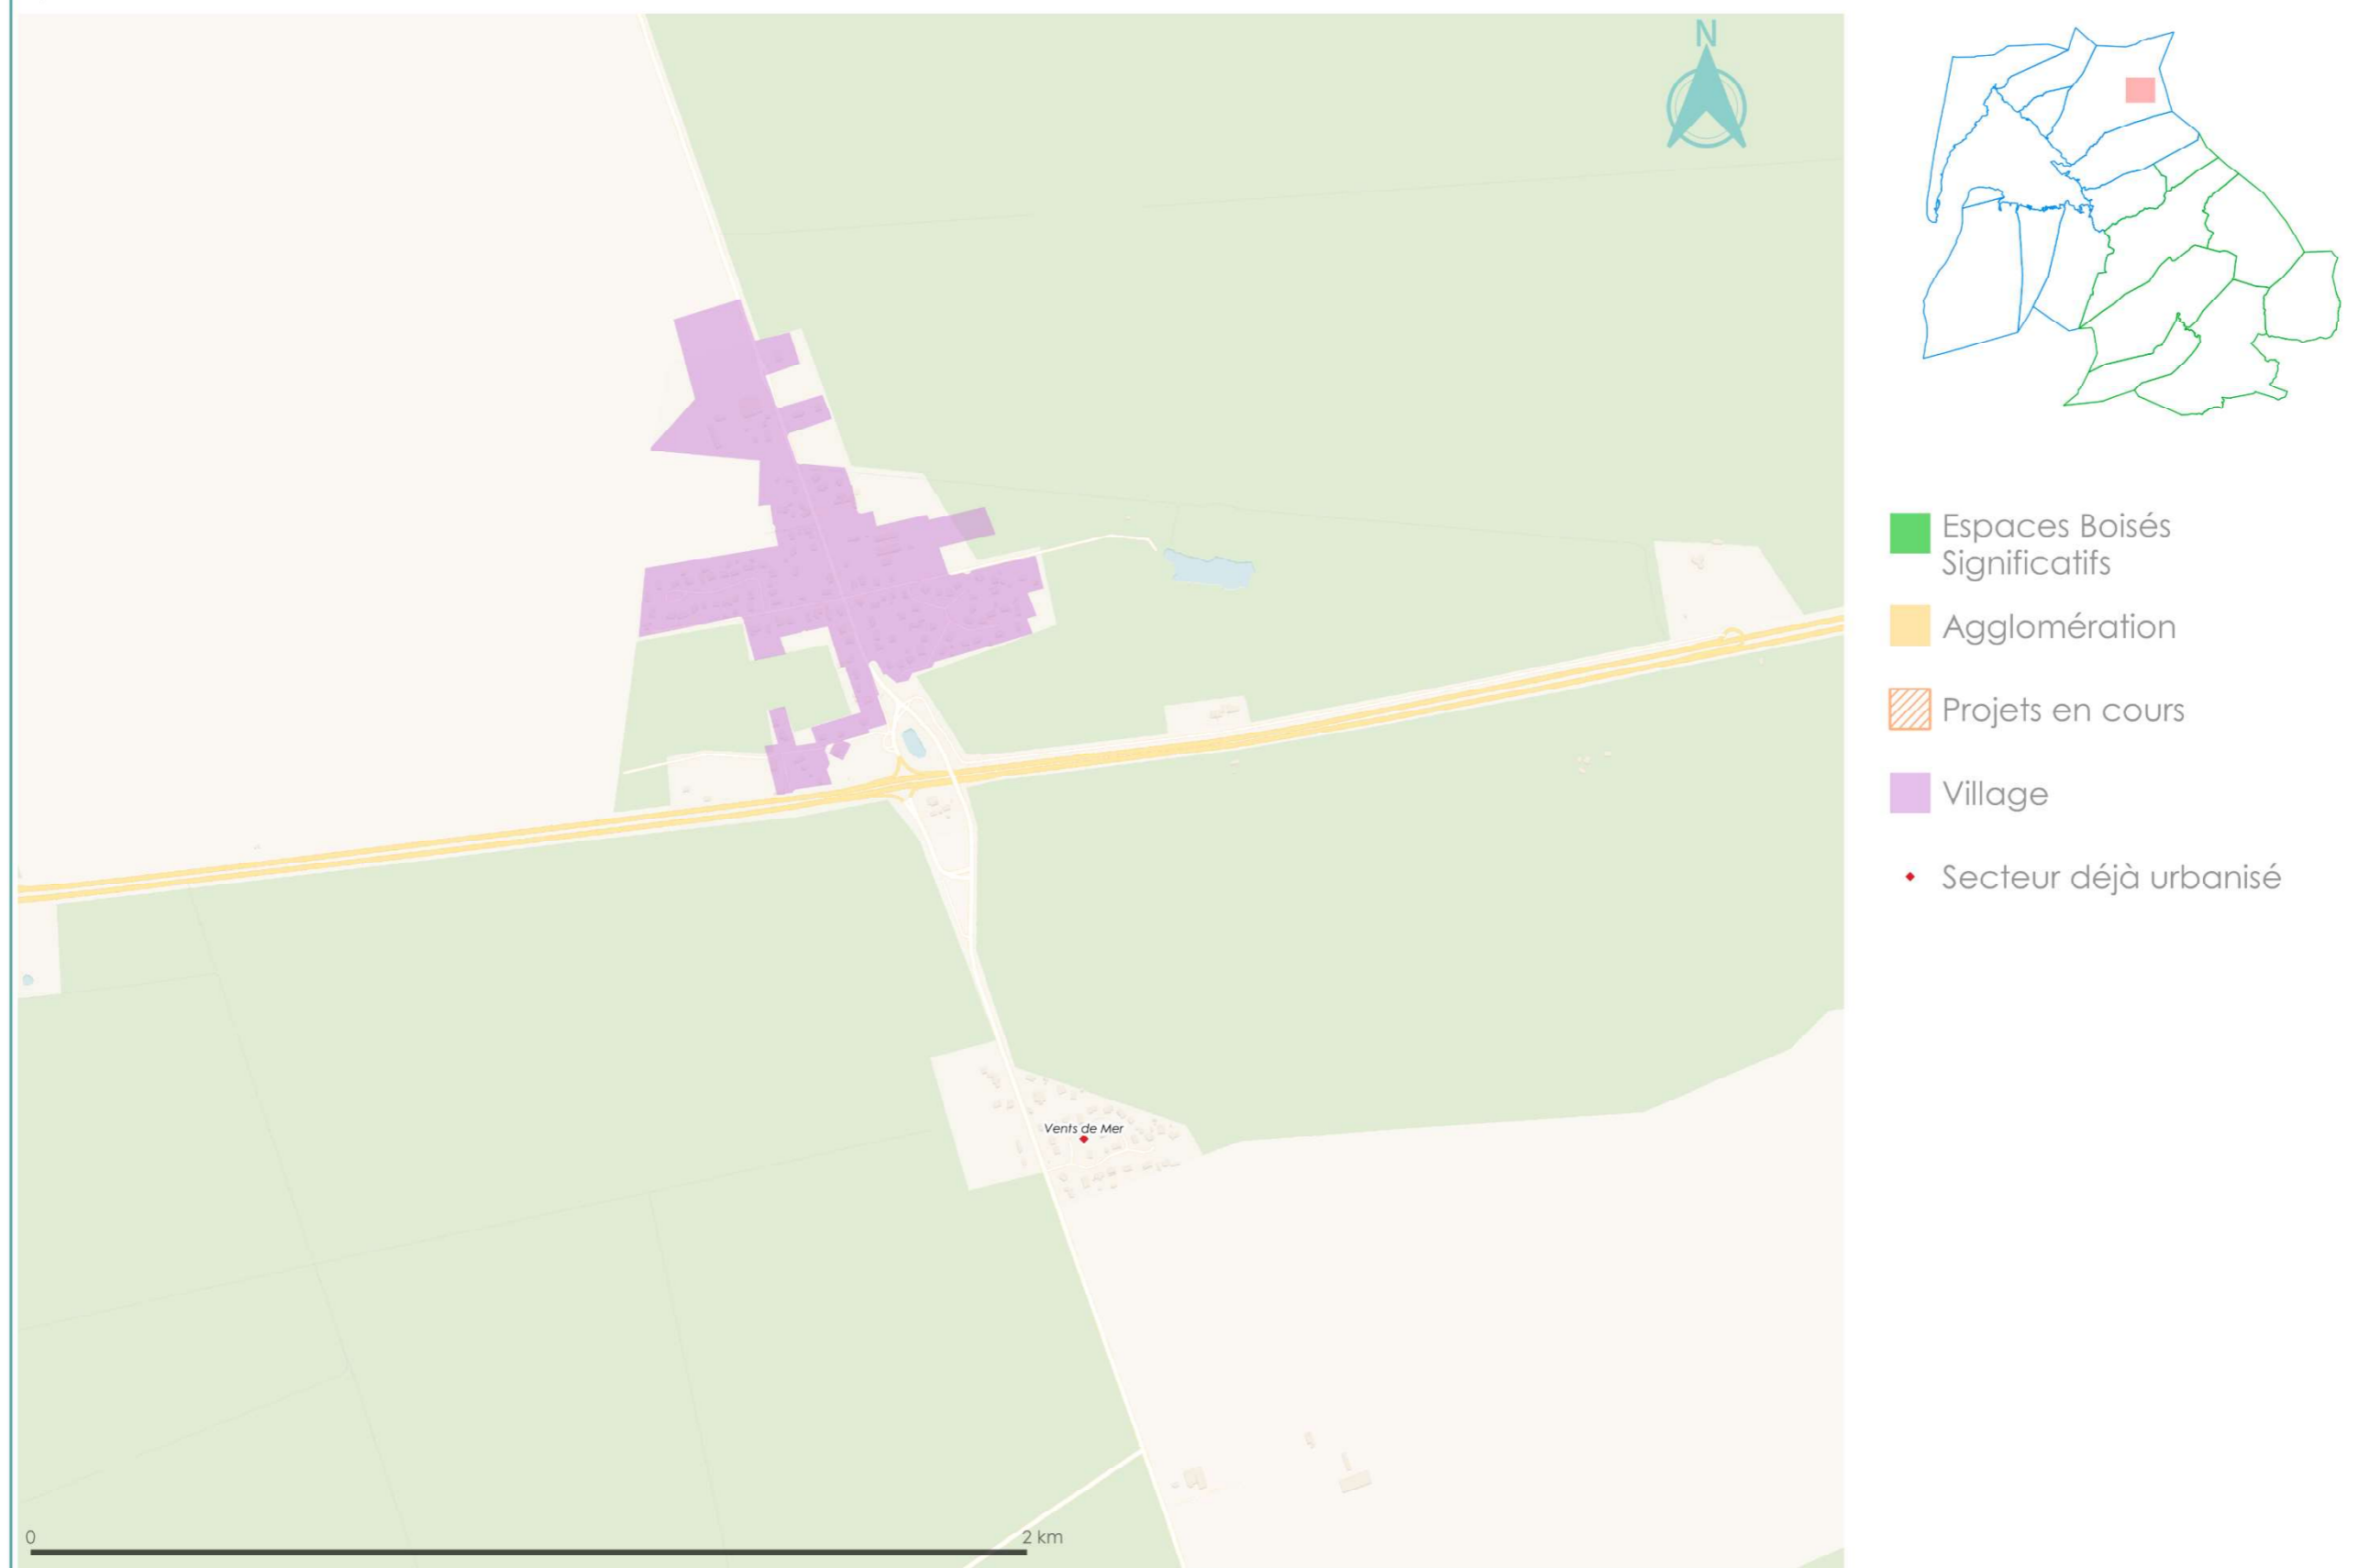 N
Espaces Boisés
Significatifs
Agglomération
Projets en cours
Village
Secteur déjà urbanisé
Vents de Mer
0
2 km